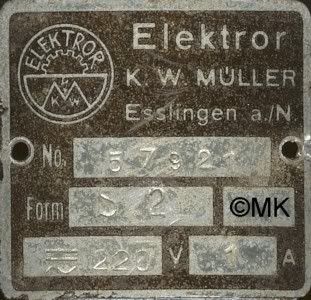 ELEKTROR
Elektror
K. W. MÜLLER
Esslingen a./N.
No. 57921
Form S 2 ©MK
220 V 1 A